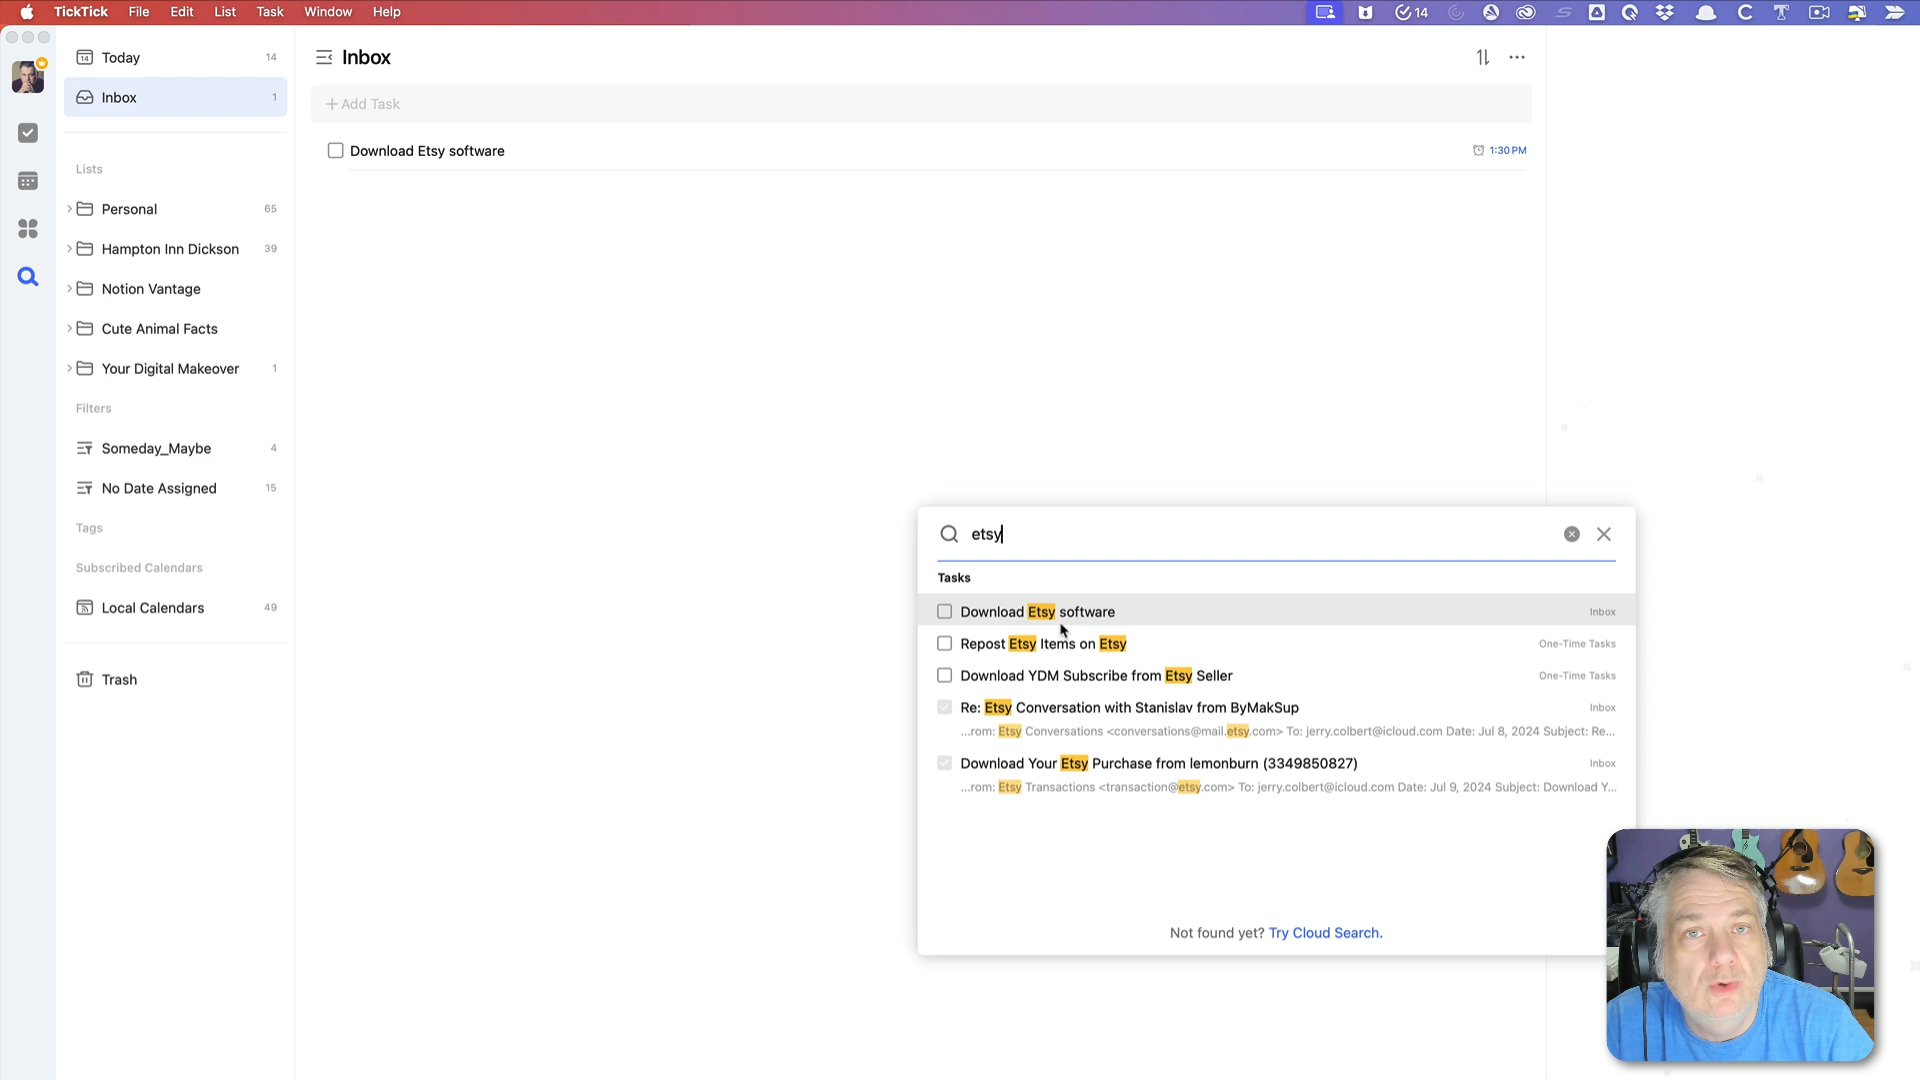 TickTick File Edit List Task Window Help 14
Today 14
Inbox 1
Lists
Personal 65
Hampton Inn Dickson 39
Notion Vantage
Cute Animal Facts
Your Digital Makeover 1
Filters
Someday_Maybe 4
No Date Assigned 15
Tags
Subscribed Calendars
Local Calendars 49
Trash
Inbox
+ Add Task
Download Etsy software 1:30 PM
etsy
Tasks
Download Etsy software Inbox
Repost Etsy Items on Etsy One-Time Tasks
Download YDM Subscribe from Etsy Seller One-Time Tasks
Re: Etsy Conversation with Stanislav from ByMakSup Inbox
...rom: Etsy Conversations <conversations@mail.etsy.com> To: jerry.colbert@icloud.com Date: Jul 8, 2024 Subject: Re...
Download Your Etsy Purchase from lemonburn (3349850827) Inbox
...rom: Etsy Transactions <transaction@etsy.com> To: jerry.colbert@icloud.com Date: Jul 9, 2024 Subject: Download Y...
Not found yet? Try Cloud Search.